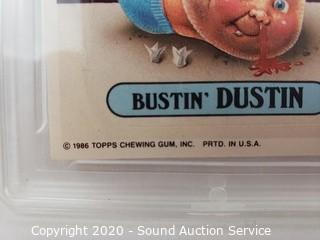 BUSTIN' DUSTIN
© 1986 TOPPS CHEWING GUM, INC. PRTD. IN U.S.A.
Copyright 2020 - Sound Auction Service